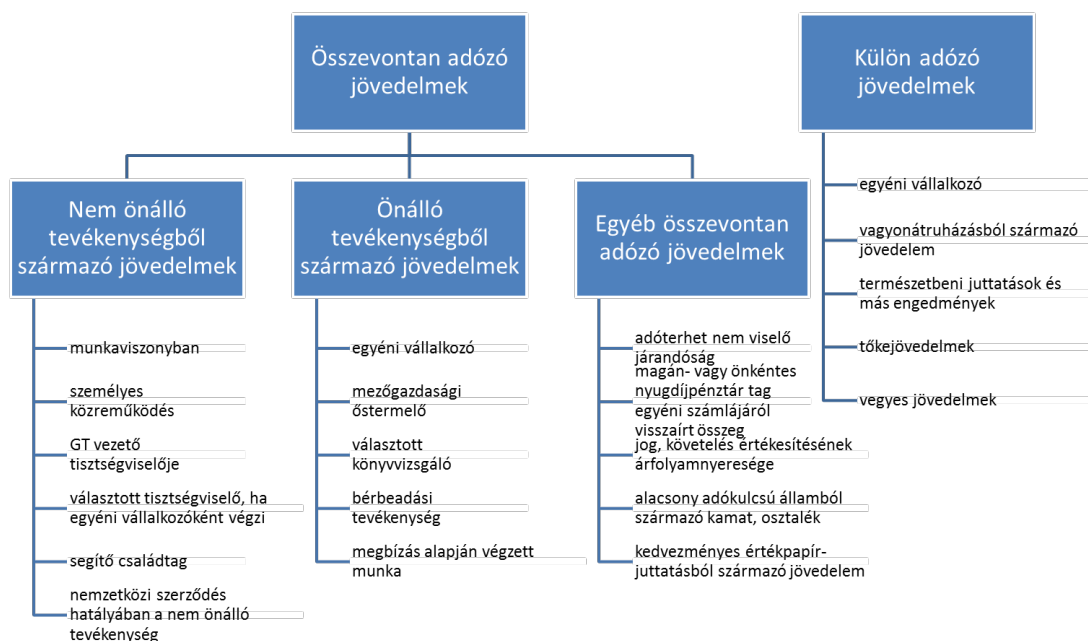 Összevontan adózó
jövedelmek
Nem önálló
tevékenységből
származó jövedelmek
munkaviszonyban
személyes
közreműködés
GT vezető
tisztségviselője
választott tisztségviselő, ha
egyéni vállalkozóként végzi
segítő családtag
nemzetközi szerződés
hatályában a nem önálló
tevékenység
Önálló
tevékenységből
származó jövedelmek
egyéni vállalkozó
mezőgazdasági
őstermelő
választott
könyvvizsgáló
bérbeadási
tevékenység
megbízás alapján végzett
munka
Egyéb összevontan
adózó jövedelmek
adóterhet nem viselő
járandóság
magán- vagy önkéntes
nyugdíjpénztár tag
egyéni számlájáról
visszaírt összeg
jog, követelés értékesítésének
árfolyamnyeresége
alacsony adókulcsú államból
származó kamat, osztalék
kedvezményes értékpapír-
juttatásból származó jövedelem
Külön adózó
jövedelmek
egyéni vállalkozó
vagyonátruházásból származó
jövedelem
természetbeni juttatások és
más engedmények
tőkejövedelmek
vegyes jövedelmek